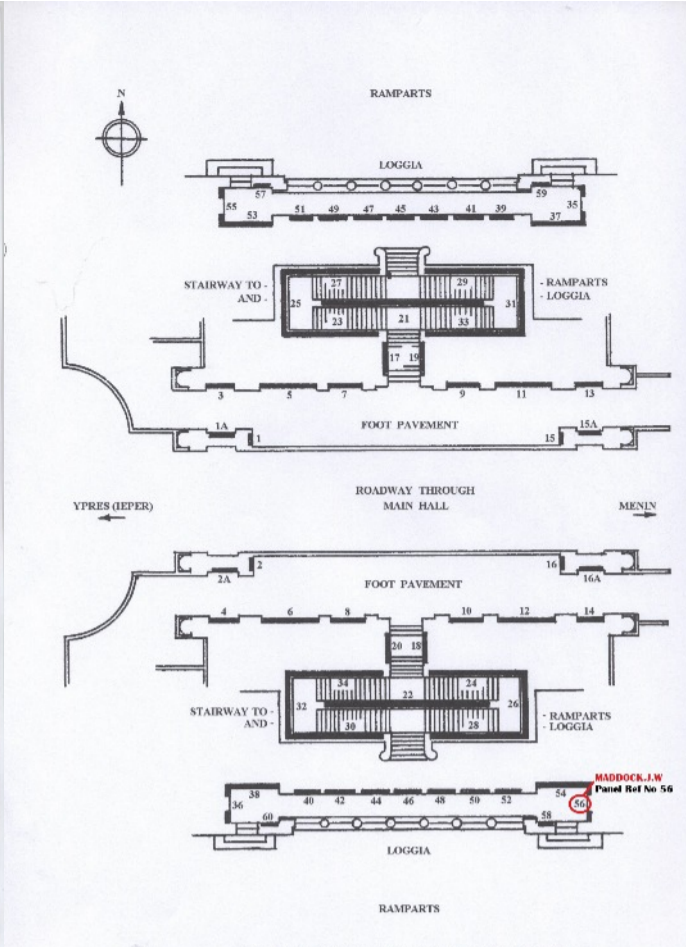 N
RAMPARTS
LOGGIA
57
59
55
53
51
49
47
45
43
41
39
37
35
STAIRWAY TO -
AND -
- RAMPARTS
- LOGGIA
27
29
25
31
21
23
33
17
19
3
5
7
9
11
13
1A
1
FOOT PAVEMENT
15
15A
ROADWAY THROUGH
MAIN HALL
YPRES (IEPER)
MENIN
2A
2
16
16A
FOOT PAVEMENT
4
6
8
10
12
14
20
18
34
24
32
22
26
30
28
STAIRWAY TO -
AND -
- RAMPARTS
- LOGGIA
MADDOCK.J.W
Panel Ref No 56
38
54
36
40
42
44
46
48
50
52
56
60
58
LOGGIA
RAMPARTS